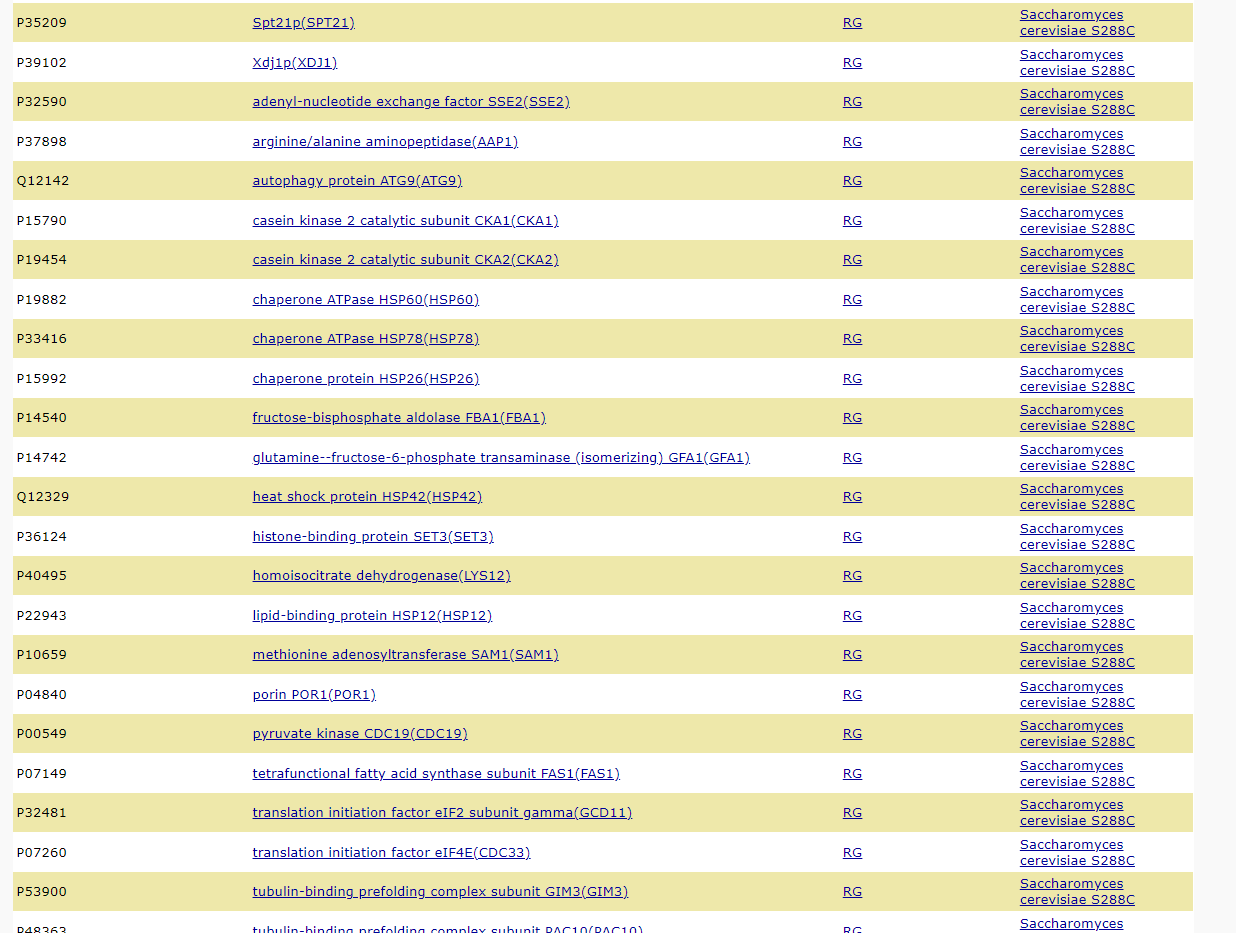 P35209 Spt21p(SPT21) RG Saccharomyces
cerevisiae S288C
P39102 Xdj1p(XDJ1) RG Saccharomyces
cerevisiae S288C
P32590 adenyl-nucleotide exchange factor SSE2(SSE2) RG Saccharomyces
cerevisiae S288C
P37898 arginine/alanine aminopeptidase(AAP1) RG Saccharomyces
cerevisiae S288C
Q12142 autophagy protein ATG9(ATG9) RG Saccharomyces
cerevisiae S288C
P15790 casein kinase 2 catalytic subunit CKA1(CKA1) RG Saccharomyces
cerevisiae S288C
P19454 casein kinase 2 catalytic subunit CKA2(CKA2) RG Saccharomyces
cerevisiae S288C
P19882 chaperone ATPase HSP60(HSP60) RG Saccharomyces
cerevisiae S288C
P33416 chaperone ATPase HSP78(HSP78) RG Saccharomyces
cerevisiae S288C
P15992 chaperone protein HSP26(HSP26) RG Saccharomyces
cerevisiae S288C
P14540 fructose-bisphosphate aldolase FBA1(FBA1) RG Saccharomyces
cerevisiae S288C
P14742 glutamine--fructose-6-phosphate transaminase (isomerizing) GFA1(GFA1) RG Saccharomyces
cerevisiae S288C
Q12329 heat shock protein HSP42(HSP42) RG Saccharomyces
cerevisiae S288C
P36124 histone-binding protein SET3(SET3) RG Saccharomyces
cerevisiae S288C
P40495 homoisocitrate dehydrogenase(LYS12) RG Saccharomyces
cerevisiae S288C
P22943 lipid-binding protein HSP12(HSP12) RG Saccharomyces
cerevisiae S288C
P10659 methionine adenosyltransferase SAM1(SAM1) RG Saccharomyces
cerevisiae S288C
P04840 porin POR1(POR1) RG Saccharomyces
cerevisiae S288C
P00549 pyruvate kinase CDC19(CDC19) RG Saccharomyces
cerevisiae S288C
P07149 tetrafunctional fatty acid synthase subunit FAS1(FAS1) RG Saccharomyces
cerevisiae S288C
P32481 translation initiation factor eIF2 subunit gamma(GCD11) RG Saccharomyces
cerevisiae S288C
P07260 translation initiation factor eIF4E(CDC33) RG Saccharomyces
cerevisiae S288C
P53900 tubulin-binding prefolding complex subunit GIM3(GIM3) RG Saccharomyces
cerevisiae S288C
P48363 tubulin-binding prefolding complex subunit PAC10(PAC10) RG Saccharomyces